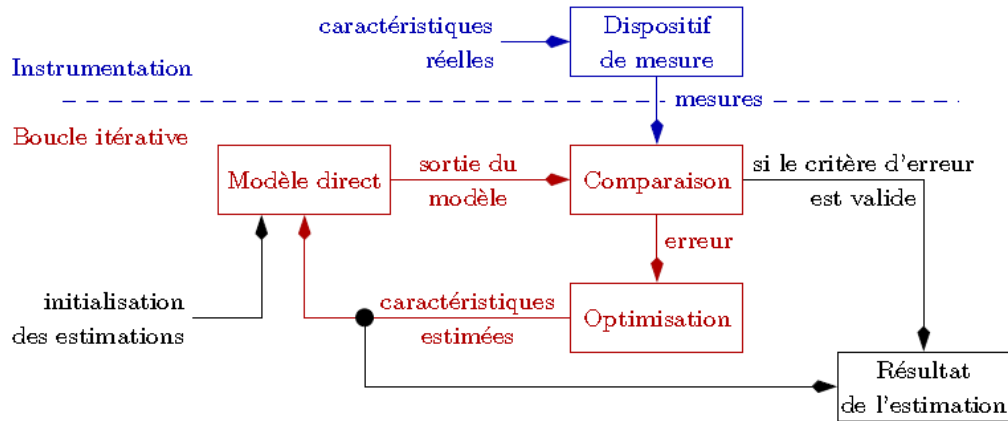 caractéristiques
réelles
Dispositif
de mesure
Instrumentation
mesures
Boucle itérative
Modèle direct
sortie du
modèle
Comparaison
si le critère d'erreur
est valide
erreur
initialisation
des estimations
caractéristiques
estimées
Optimisation
Résultat
de l'estimation